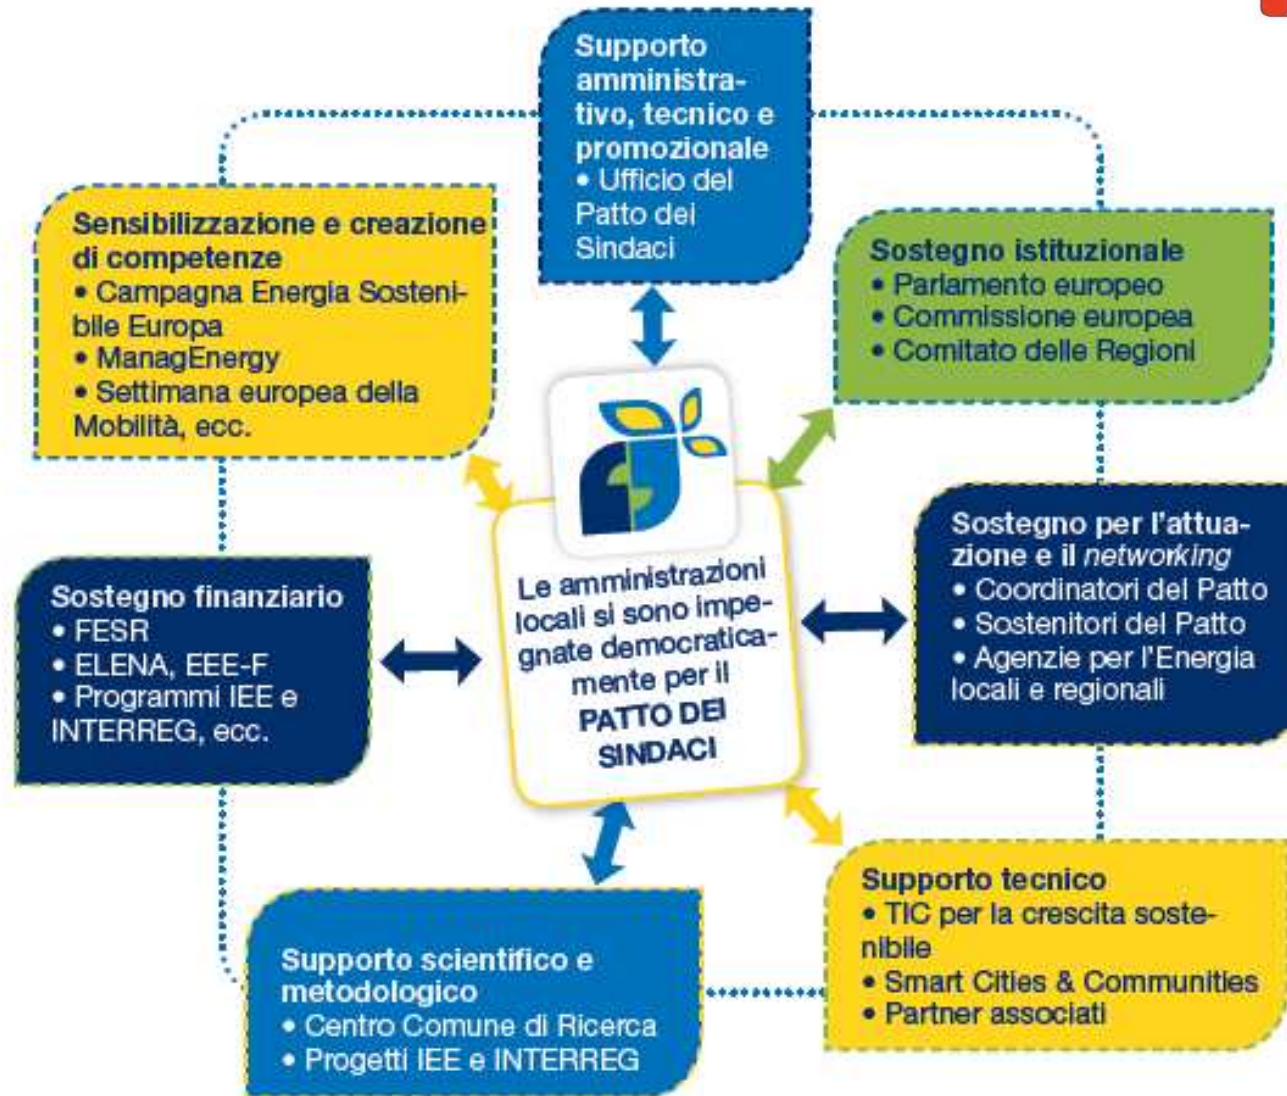 Supporto
amministra-
tivo, tecnico e
promozionale
• Ufficio del
Patto dei
Sindaci
Sensibilizzazione e creazione
di competenze
• Campagna Energia Sosteni-
bile Europa
• ManagEnergy
• Settimana europea della
Mobilità, ecc.
Sostegno istituzionale
• Parlamento europeo
• Commissione europea
• Comitato delle Regioni
Sostegno finanziario
• FESR
• ELENA, EEE-F
• Programmi IEE e
INTERREG, ecc.
Le amministrazioni
locali si sono impe-
gnate democratica-
mente per il
PATTO DEI
SINDACI
Sostegno per l'attua-
zione e il networking
• Coordinatori del Patto
• Sostenitori del Patto
• Agenzie per l'Energia
locali e regionali
Supporto scientifico e
metodologico
• Centro Comune di Ricerca
• Progetti IEE e INTERREG
Supporto tecnico
• TIC per la crescita soste-
nibile
• Smart Cities & Communities
• Partner associati